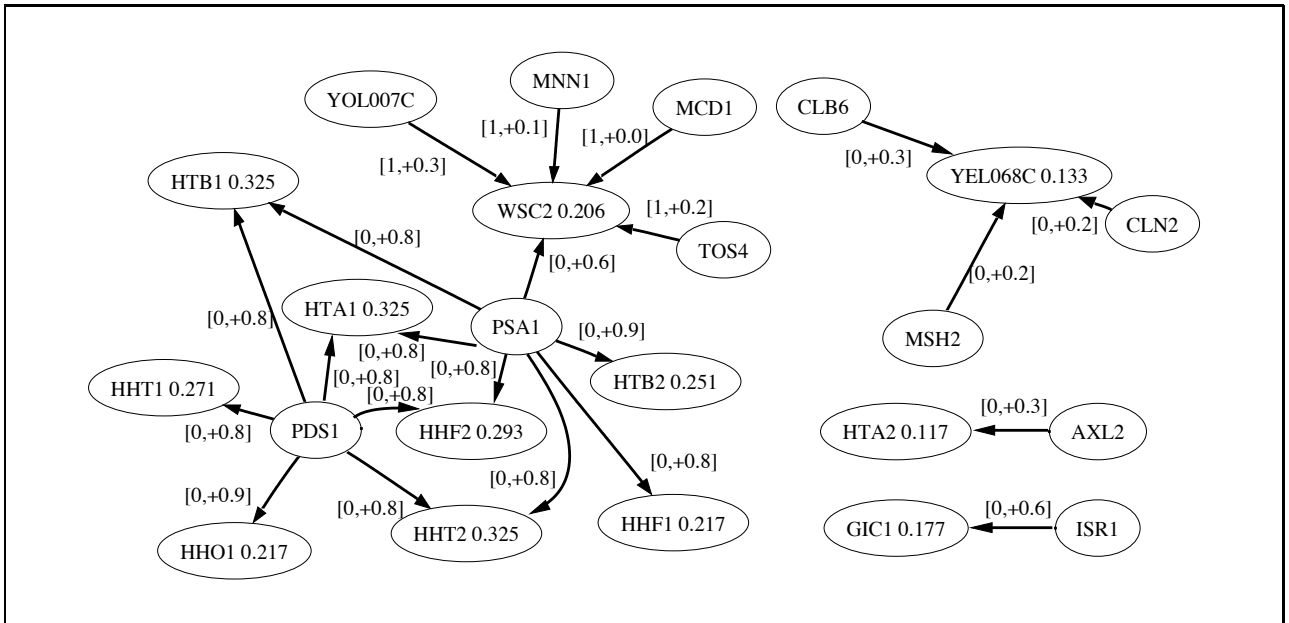 MNN1
YOL007C
MCD1
CLB6
[1,+0.1]
[1,+0.0]
[1,+0.3]
[0,+0.3]
HTB1 0.325
YEL068C 0.133
WSC2 0.206
[1,+0.2]
[0,+0.2]
CLN2
[0,+0.8]
TOS4
[0,+0.6]
[0,+0.2]
HTA1 0.325
[0,+0.8]
PSA1
[0,+0.9]
MSH2
[0,+0.8]
[0,+0.8]
[0,+0.8]
HTB2 0.251
HHT1 0.271
[0,+0.8]
[0,+0.3]
[0,+0.8]
PDS1
HHF2 0.293
HTA2 0.117
AXL2
[0,+0.8]
[0,+0.8]
[0,+0.9]
[0,+0.8]
[0,+0.6]
HHT2 0.325
HHF1 0.217
GIC1 0.177
ISR1
HHO1 0.217